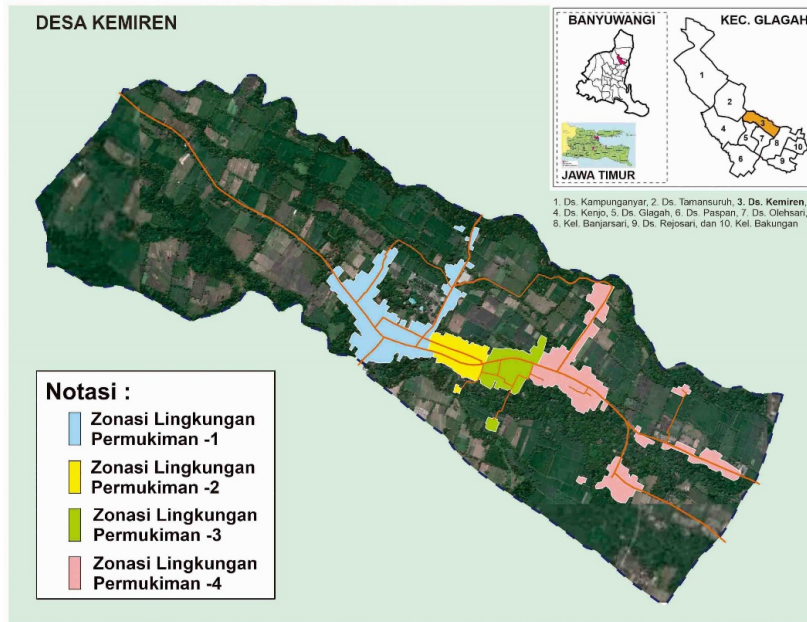 DESA KEMIREN
BANYUWANGI
KEC. GLAGAH
JAWA TIMUR
1
2
3
4
5
7
8
10
6
9
1. Ds. Kampunganyar, 2. Ds. Tamansuruh, 3. Ds. Kemiren,
4. Ds. Kenjo, 5. Ds. Glagah, 6. Ds. Paspan, 7. Ds. Olehsari,
8. Kel. Banjarsari, 9. Ds. Rejosari, dan 10. Kel. Bakungan
Notasi :
Zonasi Lingkungan
Permukiman -1
Zonasi Lingkungan
Permukiman -2
Zonasi Lingkungan
Permukiman -3
Zonasi Lingkungan
Permukiman -4